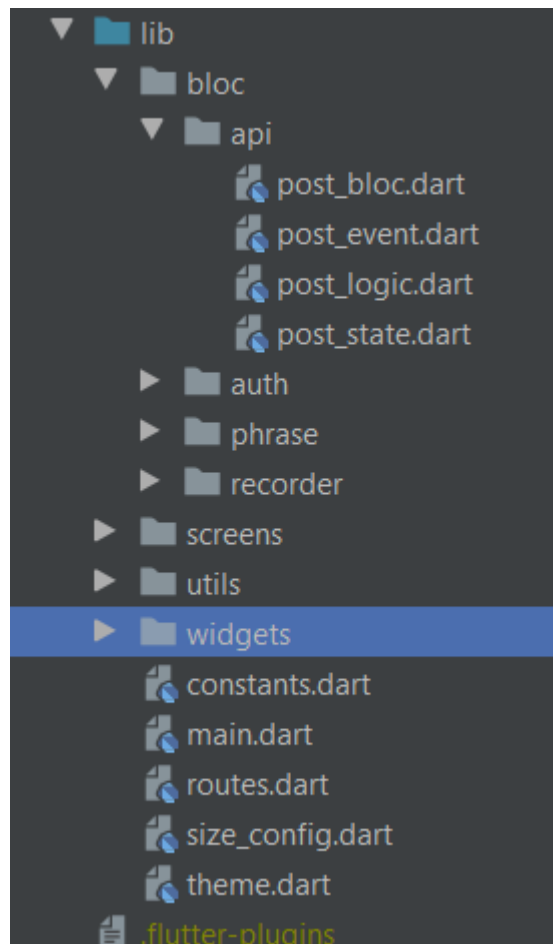 lib
bloc
api
post_bloc.dart
post_event.dart
post_logic.dart
post_state.dart
auth
phrase
recorder
screens
utils
widgets
constants.dart
main.dart
routes.dart
size_config.dart
theme.dart
.flutter-plugins